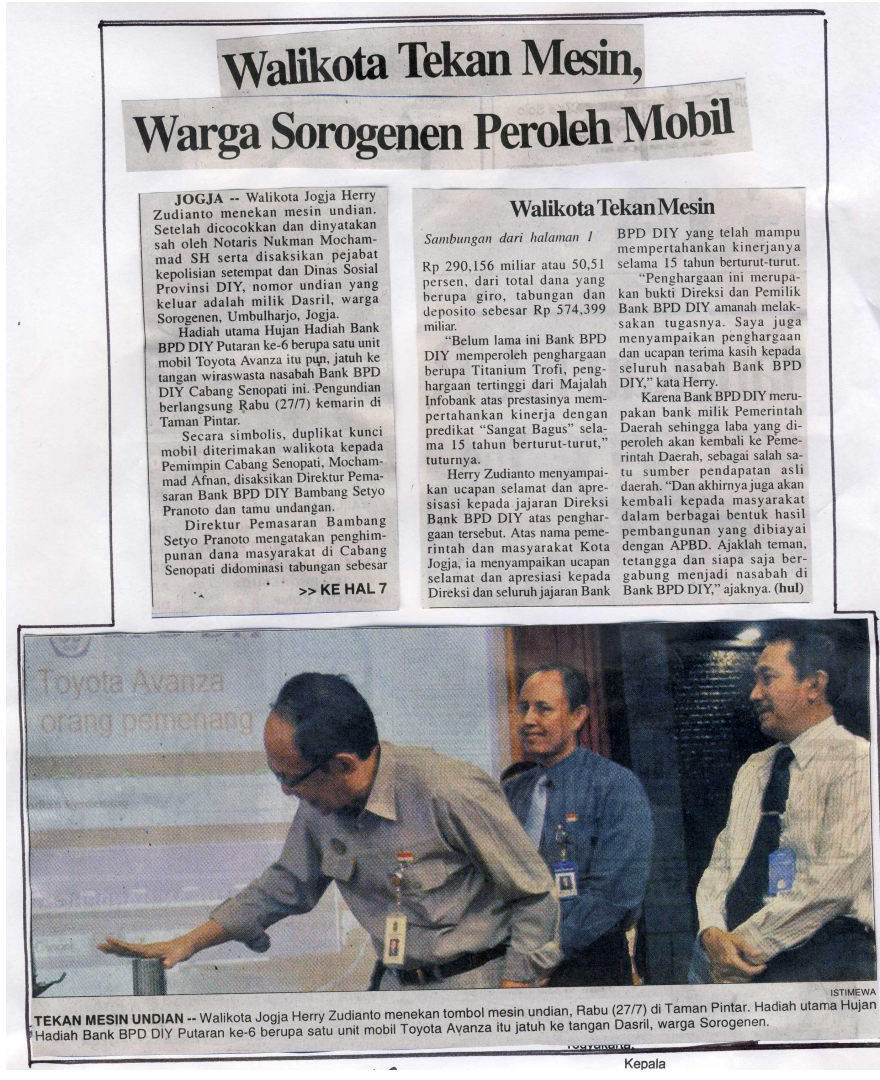 Walikota Tekan Mesin,
Warga Sorogenen Peroleh Mobil
JOGJA -- Walikota Jogja Herry
Zudianto menekan mesin undian.
Setelah dicocokkan dan dinyatakan
sah oleh Notaris Nukman Mocham-
mad SH serta disaksikan pejabat
kepolisian setempat dan Dinas Sosial
Provinsi DIY, nomor undian yang
keluar adalah milik Dasril, warga
Sorogenen, Umbulharjo, Jogja.
Hadiah utama Hujan Hadiah Bank
BPD DIY Putaran ke-6 berupa satu unit
mobil Toyota Avanza itu pun, jatuh ke
tangan wiraswasta nasabah Bank BPD
DIY Cabang Senopati ini. Pengundian
berlangsung Rabu (27/7) kemarin di
Taman Pintar.
Secara simbolis, duplikat kunci
mobil diterimakan walikota kepada
Pemimpin Cabang Senopati, Mocham-
mad Afnan, disaksikan Direktur Pema-
saran Bank BPD DIY Bambang Setyo
Pranoto dan tamu undangan.
Direktur Pemasaran Bambang
Setyo Pranoto mengatakan penghim-
punan dana masyarakat di Cabang
Senopati didominasi tabungan sebesar
>> KE HAL 7
Walikota Tekan Mesin
Sambungan dari halaman 1
Rp 290,156 miliar atau 50,51
persen, dari total dana yang
berupa giro, tabungan dan
deposito sebesar Rp 574,399
miliar.
"Belum lama ini Bank BPD
DIY memperoleh penghargaan
berupa Titanium Trofi, peng-
hargaan tertinggi dari Majalah
Infobank atas prestasinya mem-
pertahankan kinerja dengan
predikat "Sangat Bagus" sela-
ma 15 tahun berturut-turut,"
tuturnya.
Herry Zudianto menyampai-
kan ucapan selamat dan apre-
sisasi kepada jajaran Direksi
Bank BPD DIY atas penghar-
gaan tersebut. Atas nama peme-
rintah dan masyarakat Kota
Jogja, ia menyampaikan ucapan
selamat dan apresiasi kepada
Direksi dan seluruh jajaran Bank
BPD DIY yang telah mampu
mempertahankan kinerjanya
selama 15 tahun berturut-turut.
"Penghargaan ini merupa-
kan bukti Direksi dan Pemilik
Bank BPD DIY amanah melak-
sakan tugasnya. Saya juga
menyampaikan penghargaan
dan ucapan terima kasih kepada
seluruh nasabah Bank BPD
DIY," kata Herry.
Karena Bank BPD DIY meru-
pakan bank milik Pemerintah
Daerah sehingga laba yang di-
peroleh akan kembali ke Peme-
rintah Daerah, sebagai salah sa-
tu sumber pendapatan asli
daerah. "Dan akhirnya juga akan
kembali kepada masyarakat
dalam berbagai bentuk hasil
pembangunan yang dibiayai
dengan APBD. Ajaklah teman,
tetangga dan siapa saja ber-
gabung menjadi nasabah di
Bank BPD DIY," ajaknya. (hul)
Toyota Avanza
orang pemenang
Cancel
ISTIMEWA
TEKAN MESIN UNDIAN -- Walikota Jogja Herry Zudianto menekan tombol mesin undian, Rabu (27/7) di Taman Pintar. Hadiah utama Hujan
Hadiah Bank BPD DIY Putaran ke-6 berupa satu unit mobil Toyota Avanza itu jatuh ke tangan Dasril, warga Sorogenen.
Yogyakarta,
Kepala